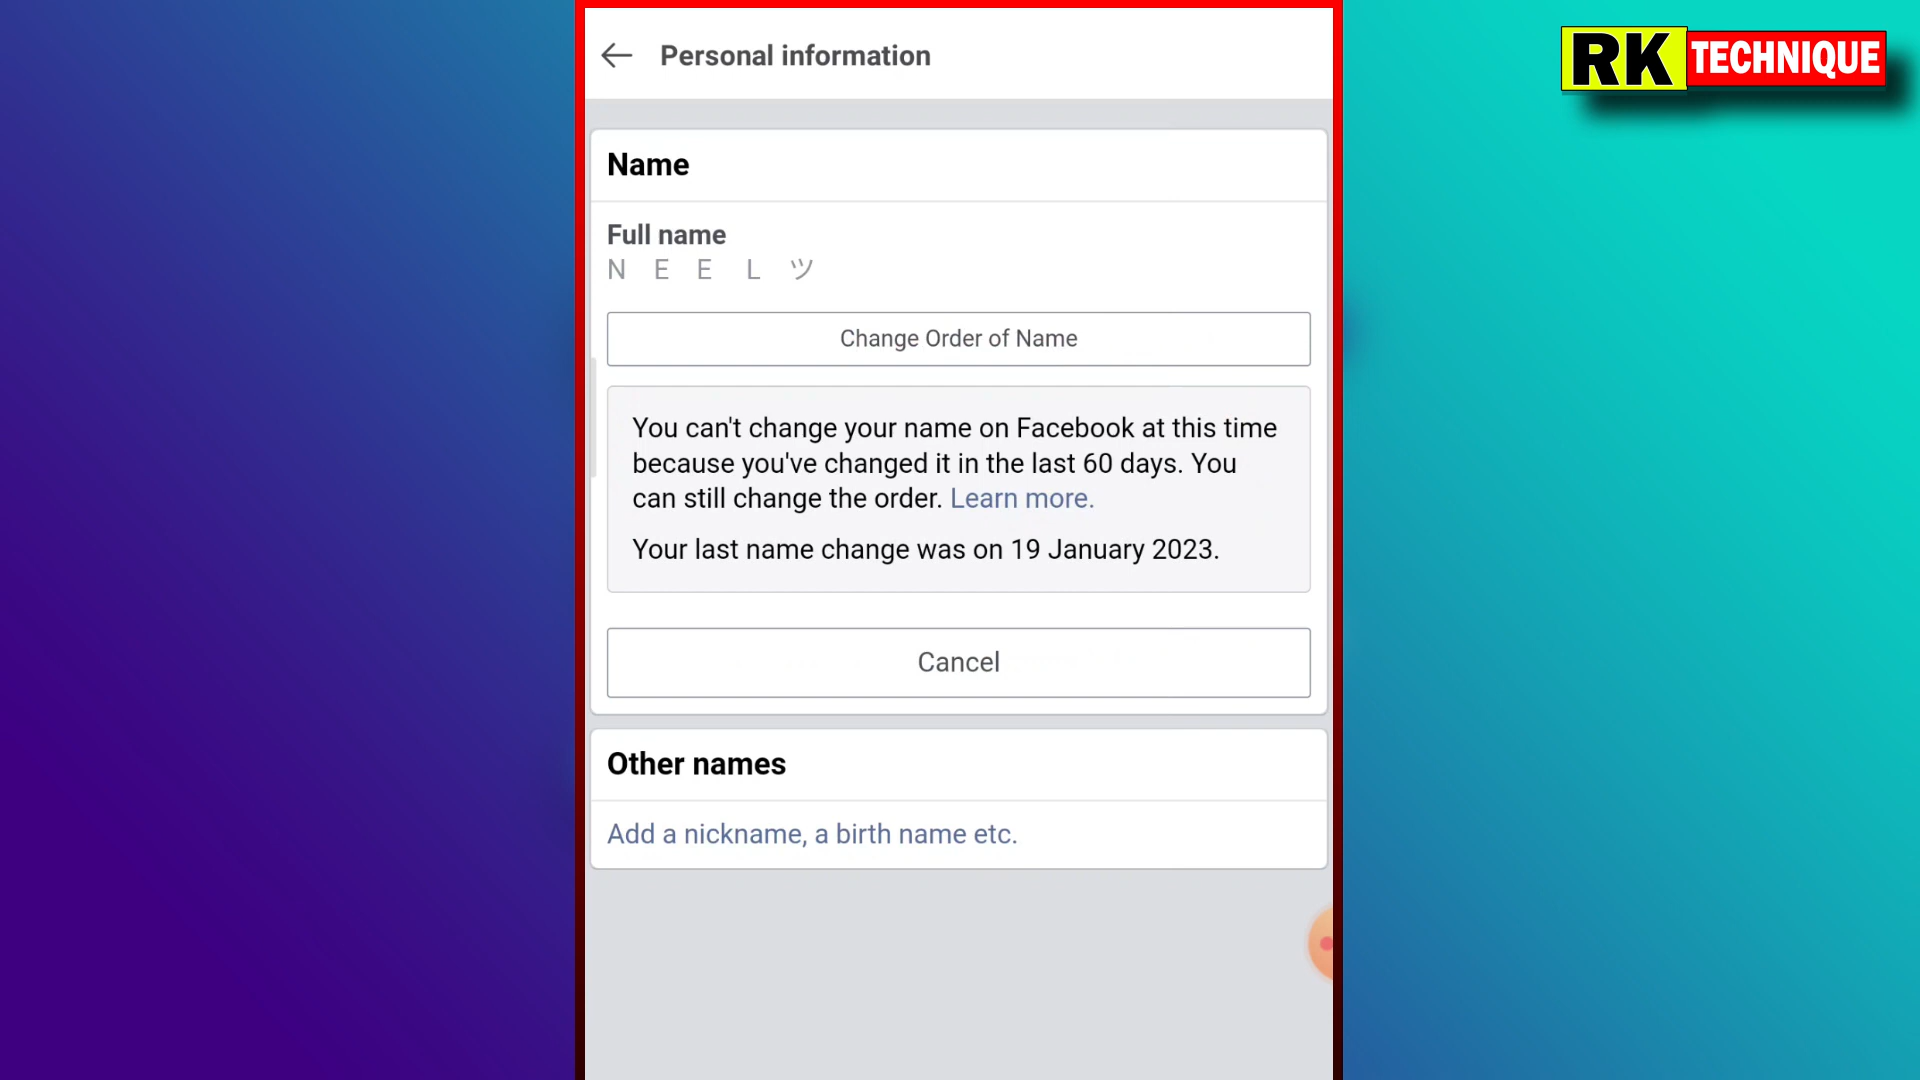 RK TECHNIQUE
Personal information
Name
Full name
N E E L ツ
Change Order of Name
You can't change your name on Facebook at this time
because you've changed it in the last 60 days. You
can still change the order. Learn more.
Your last name change was on 19 January 2023.
Cancel
Other names
Add a nickname, a birth name etc.